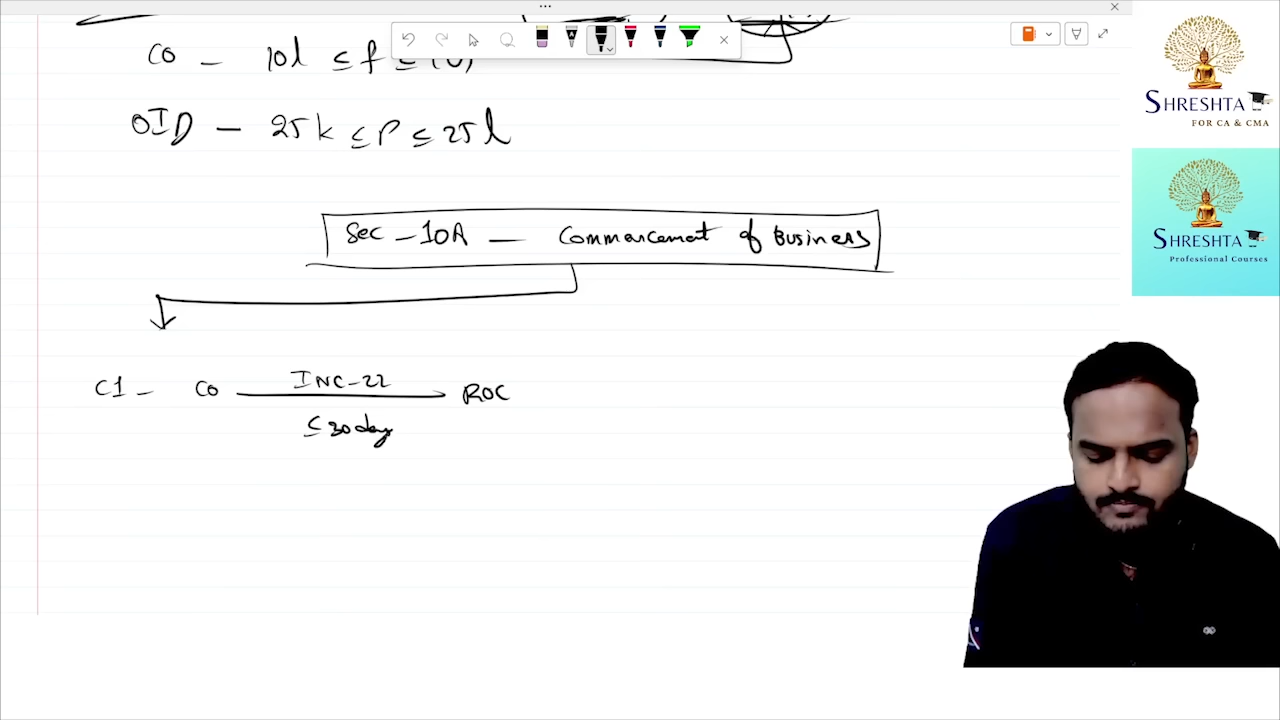 CO - 10l ≤ f ≤
OID - 25k ≤ P ≤ 25l
Sec - 10A - Commarcement of Business
C1 - CO INC-22 ROC
≤ 30 days
SHRESHTA
FOR CA & CMA
SHRESHTA
Professional Courses